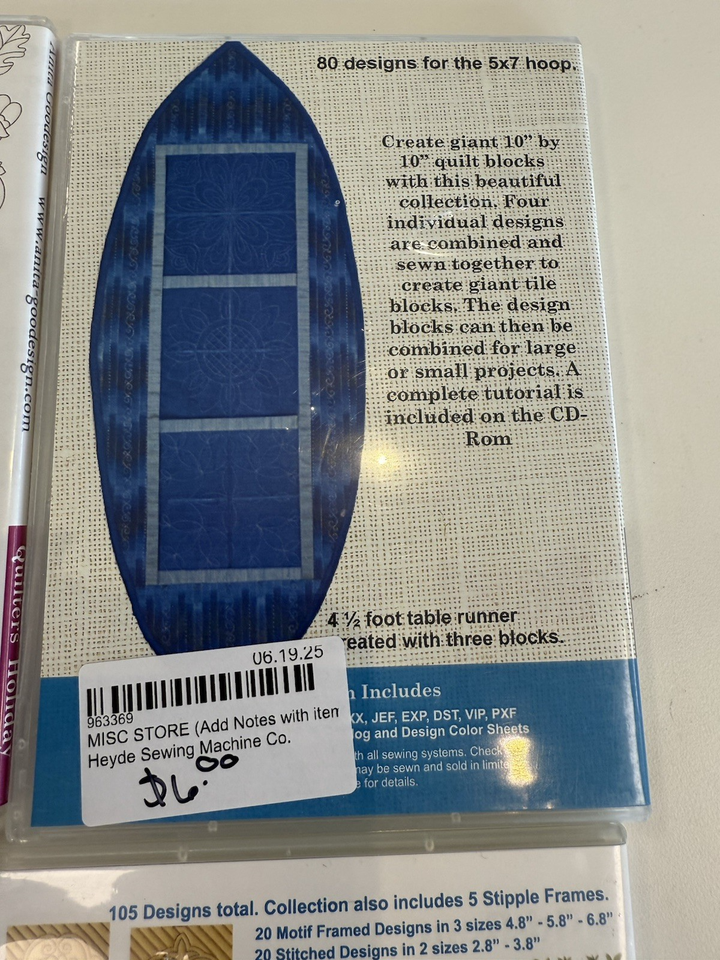 Anita Goodesign www.anitagoodesign.com
Quilters Holiday
80 designs for the 5x7 hoop.
Create giant 10” by
10” quilt blocks
with this beautiful
collection. Four
individual designs
are combined and
sewn together to
create giant tile
blocks. The design
blocks can then be
combined for large
or small projects. A
complete tutorial is
included on the CD-
Rom
4 ½ foot table runner
reated with three blocks.
Includes
XX, JEF, EXP, DST, VIP, PXF
log and Design Color Sheets
th all sewing systems. Check
may be sewn and sold in limite
e for details.
06.19.25
963369
MISC STORE (Add Notes with item
Heyde Sewing Machine Co.
$6.00
105 Designs total. Collection also includes 5 Stipple Frames.
20 Motif Framed Designs in 3 sizes 4.8" - 5.8" - 6.8"
20 Stitched Designs in 2 sizes 2.8" - 3.8"